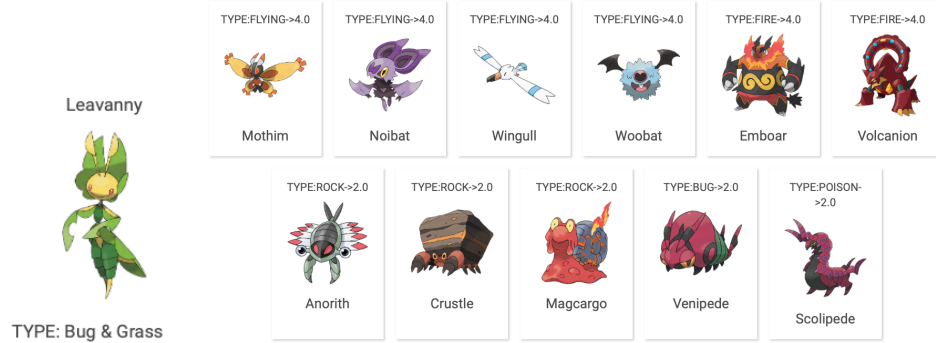 Leavanny
TYPE: Bug & Grass
TYPE:FLYING->4.0
Mothim
TYPE:FLYING->4.0
Noibat
TYPE:FLYING->4.0
Wingull
TYPE:FLYING->4.0
Woobat
TYPE:FIRE->4.0
Emboar
TYPE:FIRE->4.0
Volcanion
TYPE:ROCK->2.0
Anorith
TYPE:ROCK->2.0
Crustle
TYPE:ROCK->2.0
Magcargo
TYPE:BUG->2.0
Venipede
TYPE:POISON-
>2.0
Scolipede